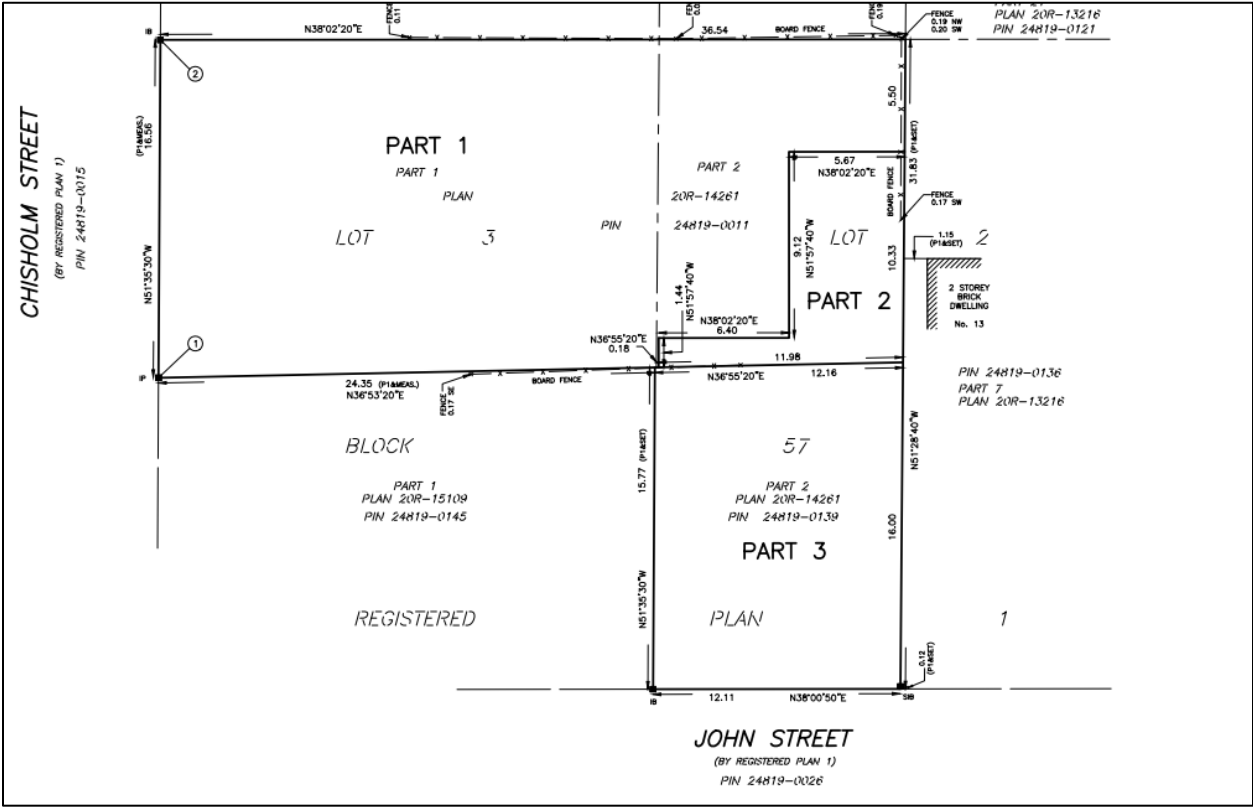 FENCE
0.11
FENCE
0.19 NW
0.20 SW
PLAN 20R-13216
PIN 24819-0121
IB
N38°02'20"E
36.54
BOARD FENCE
2
CHISHOLM STREET
(BY REGISTERED PLAN 1)
PIN 24819-0015
(P1&MEAS.)
16.56
N51°35'30"W
5.50
31.83 (P1&SET)
PART 1
PART 1
PLAN
PIN
PART 2
20R-14261
24819-0011
5.67
N38°02'20"E
BOARD FENCE
FENCE
0.17 SW
LOT 3
LOT 2
9.12
N51°57'40"W
10.33
1.15
(P1&SET)
PART 2
2 STOREY
BRICK
DWELLING
No. 13
1.44
N51°57'40"W
N38°02'20"E
6.40
N36°55'20"E
0.18
1
IP
24.35 (P1&MEAS.)
N36°53'20"E
FENCE
0.17 SE
BOARD FENCE
11.98
N36°55'20"E
12.16
PIN 24819-0136
PART 7
PLAN 20R-13216
BLOCK 57
15.77 (P1&SET)
N51°28'40"W
PART 1
PLAN 20R-15109
PIN 24819-0145
PART 2
PLAN 20R-14261
PIN 24819-0139
16.00
PART 3
N51°35'30"W
REGISTERED PLAN 1
0.12
(P1&SET)
IB
12.11
N38°00'50"E
SIB
JOHN STREET
(BY REGISTERED PLAN 1)
PIN 24819-0026